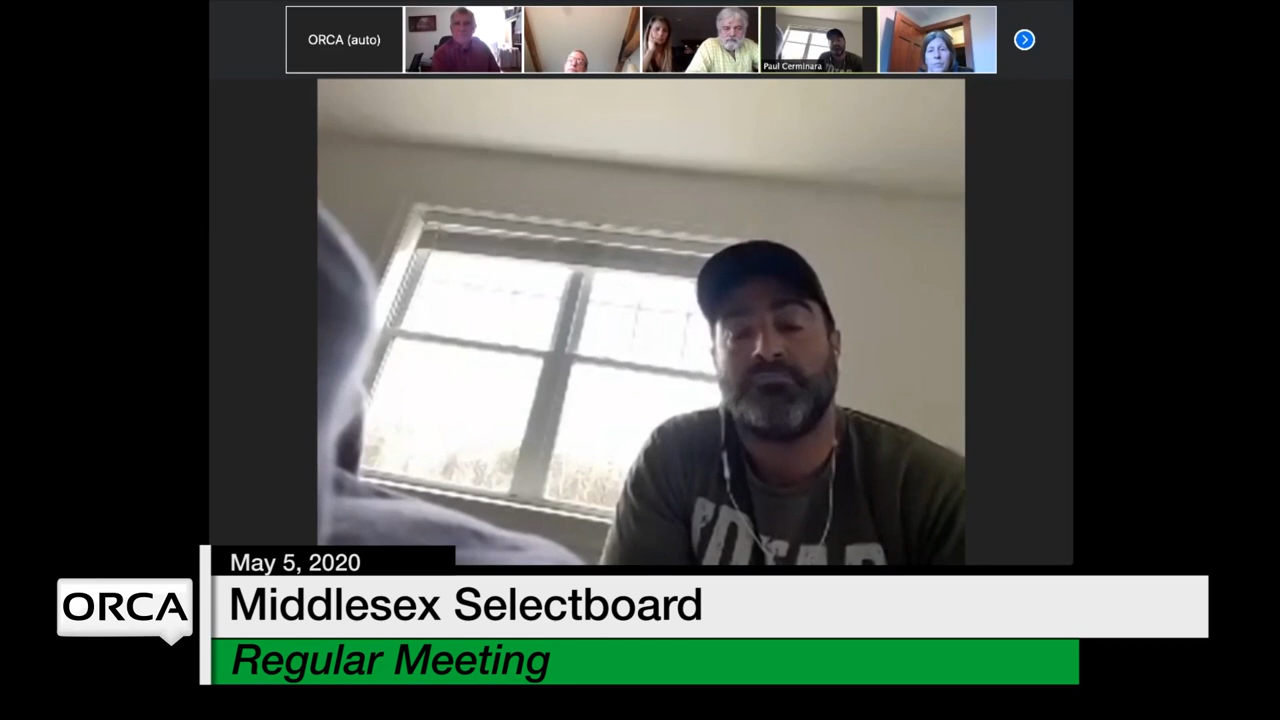 ORCA (auto)
Paul Cerminara
May 5, 2020
ORCA
Middlesex Selectboard
Regular Meeting